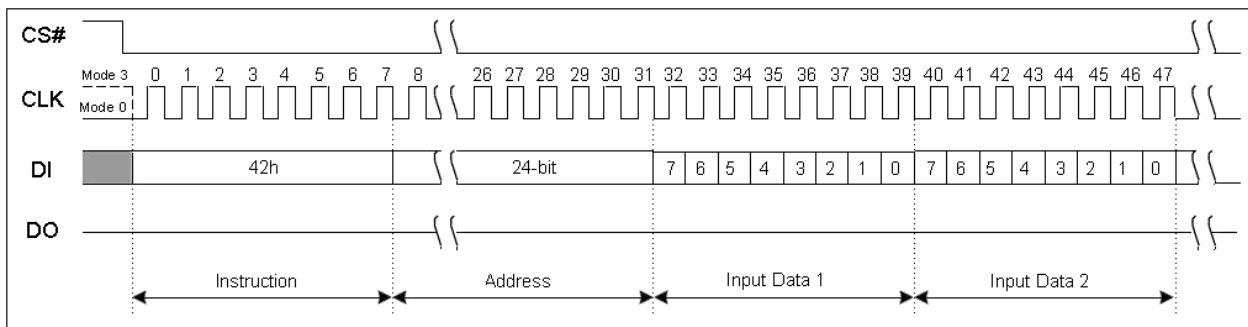 CS#
Mode 3 0 1 2 3 4 5 6 7 8 26 27 28 29 30 31 32 33 34 35 36 37 38 39 40 41 42 43 44 45 46 47
CLK
Mode 0
DI 42h 24-bit 7 6 5 4 3 2 1 0 7 6 5 4 3 2 1 0
DO
Instruction Address Input Data 1 Input Data 2